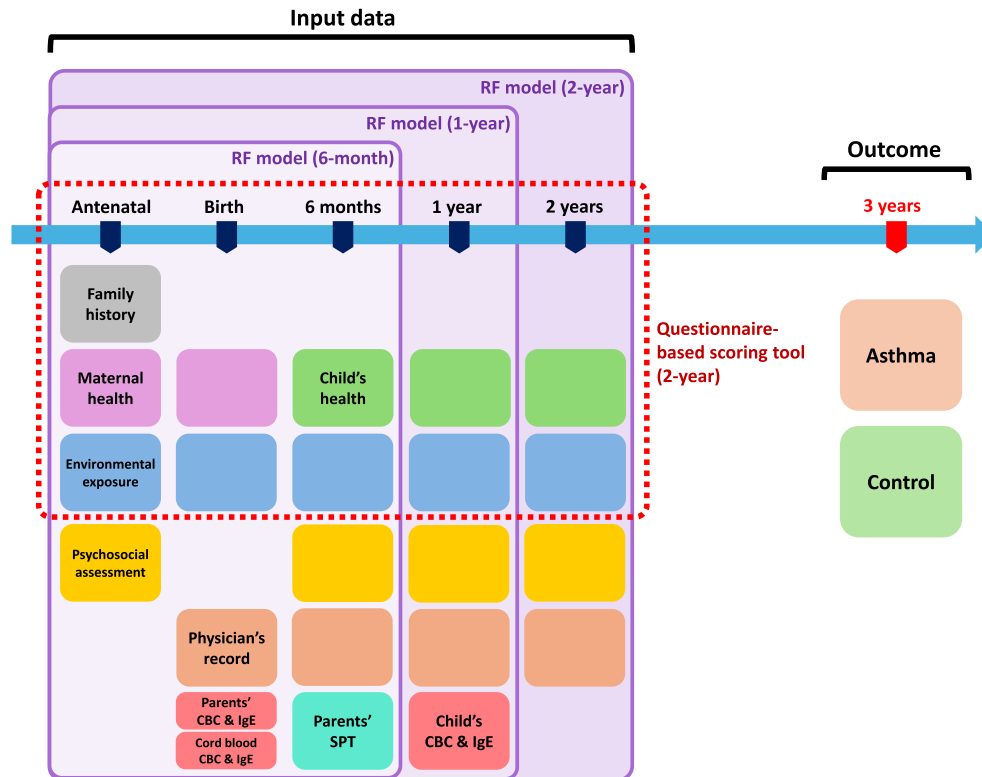 Input data
RF model (2-year)
RF model (1-year)
RF model (6-month)
Outcome
Antenatal
Birth
6 months
1 year
2 years
3 years
Family
history
Questionnaire-
based scoring tool
(2-year)
Asthma
Maternal
health
Child's
health
Environmental
exposure
Control
Psychosocial
assessment
Physician's
record
Parents'
CBC & IgE
Cord blood
CBC & IgE
Parents'
SPT
Child's
CBC & IgE